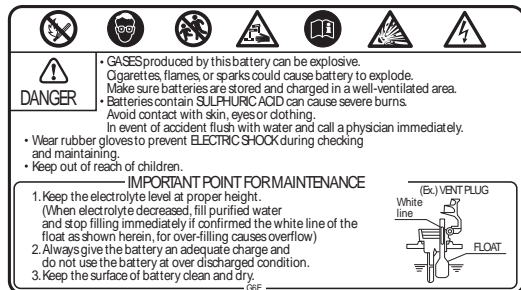 • GASES produced by this battery can be explosive.
Cigarettes, flames, or sparks could cause battery to explode.
Make sure batteries are stored and charged in a well-ventilated area.
DANGER
• Batteries contain SULPHURIC ACID can cause severe burns.
Avoid contact with skin, eyes or clothing.
In event of accident flush with water and call a physician immediately.
• Wear rubber gloves to prevent ELECTRIC SHOCK during checking
and maintaining.
• Keep out of reach of children.
IMPORTANT POINT FOR MAINTENANCE
1. Keep the electrolyte level at proper height.
(When electrolyte decreased, fill purified water
and stop filling immediately if confirmed the white line of the
float as shown herein, for over-filling causes overflow)
2. Always give the battery an adequate charge and
do not use the battery at over discharged condition.
3. Keep the surface of battery clean and dry.
(Ex.) VENT PLUG
White
line
FLOAT
G6E